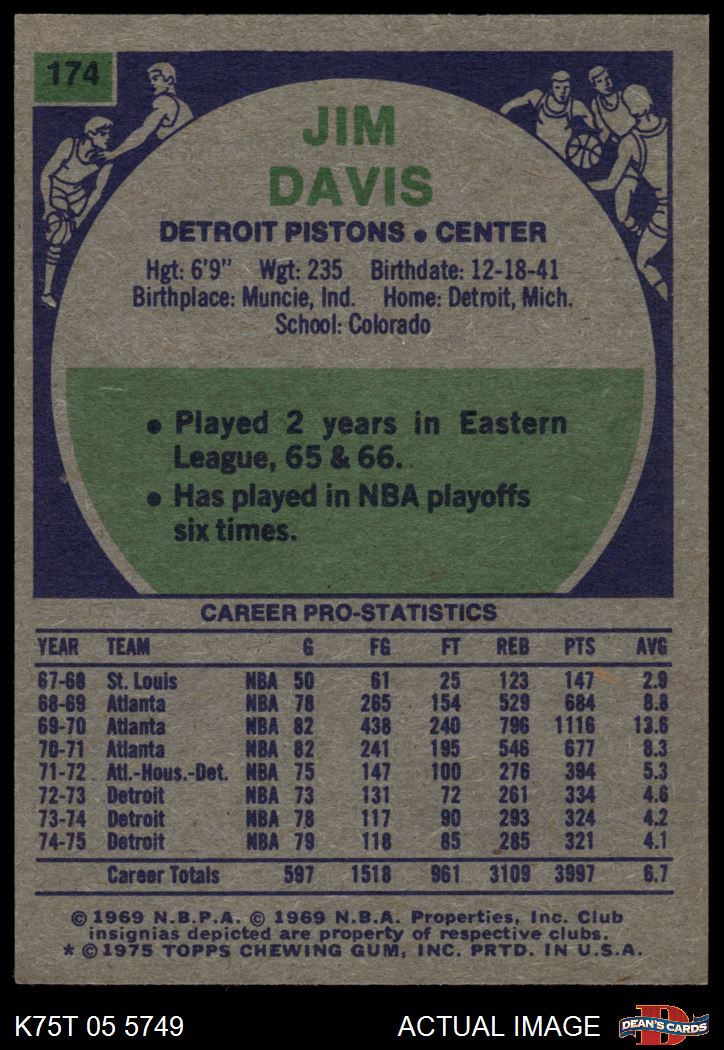 174
JIM
DAVIS
DETROIT PISTONS • CENTER
Hgt: 6'9" Wgt: 235 Birthdate: 12-18-41
Birthplace: Muncie, Ind. Home: Detroit, Mich.
School: Colorado
• Played 2 years in Eastern
League, 65 & 66.
• Has played in NBA playoffs
six times.
CAREER PRO-STATISTICS
YEAR TEAM G FG FT REB PTS AVG
67-68 St. Louis NBA 50 61 25 123 147 2.9
68-69 Atlanta NBA 78 265 154 529 684 8.8
69-70 Atlanta NBA 82 438 240 796 1116 13.6
70-71 Atlanta NBA 82 241 195 546 677 8.3
71-72 Atl.-Hous.-Det. NBA 75 147 100 276 394 5.3
72-73 Detroit NBA 73 131 72 261 334 4.6
73-74 Detroit NBA 78 117 90 293 324 4.2
74-75 Detroit NBA 79 118 85 285 321 4.1
Career Totals 597 1518 961 3109 3997 6.7
© 1969 N.B.P.A. © 1969 N.B.A. Properties, Inc. Club
insignias depicted are property of respective clubs.
* © 1975 TOPPS CHEWING GUM, INC. PRTD. IN U.S.A.
K75T 05 5749 ACTUAL IMAGE
D
DEAN'S CARDS